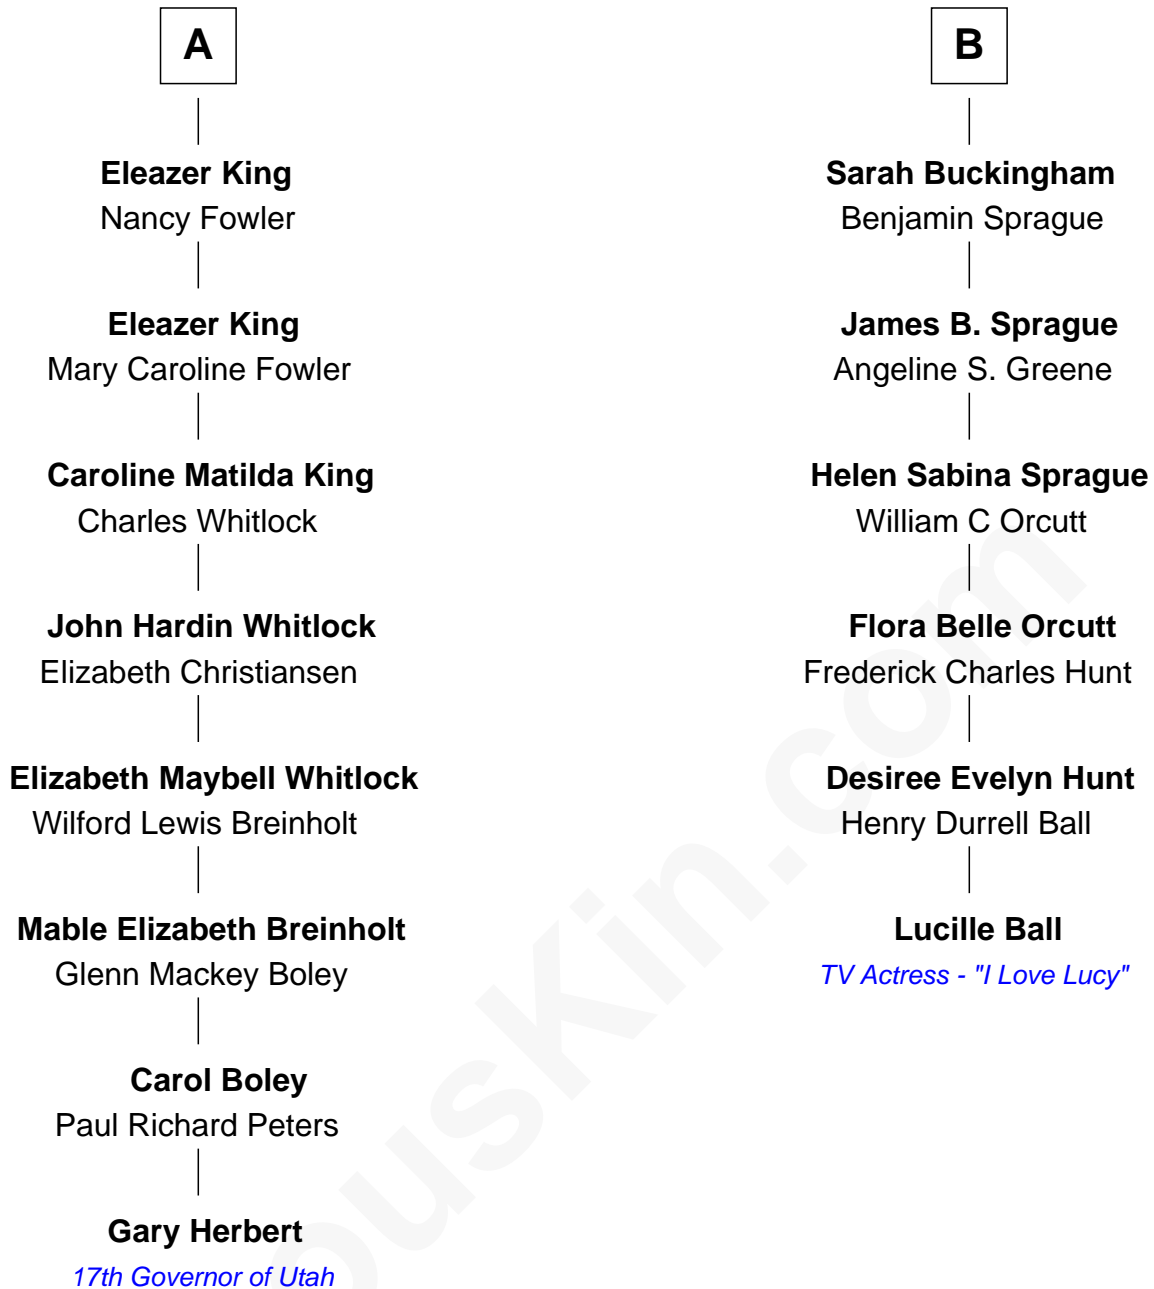 A
Eleazer King
Nancy Fowler
Eleazer King
Mary Caroline Fowler
Caroline Matilda King
Charles Whitlock
John Hardin Whitlock
Elizabeth Christiansen
Elizabeth Maybell Whitlock
Wilford Lewis Breinholt
Mable Elizabeth Breinholt
Glenn Mackey Boley
Carol Boley
Paul Richard Peters
Gary Herbert
17th Governor of Utah
B
Sarah Buckingham
Benjamin Sprague
James B. Sprague
Angeline S. Greene
Helen Sabina Sprague
William C Orcutt
Flora Belle Orcutt
Frederick Charles Hunt
Desiree Evelyn Hunt
Henry Durrell Ball
Lucille Ball
TV Actress - "I Love Lucy"
ousKin.com